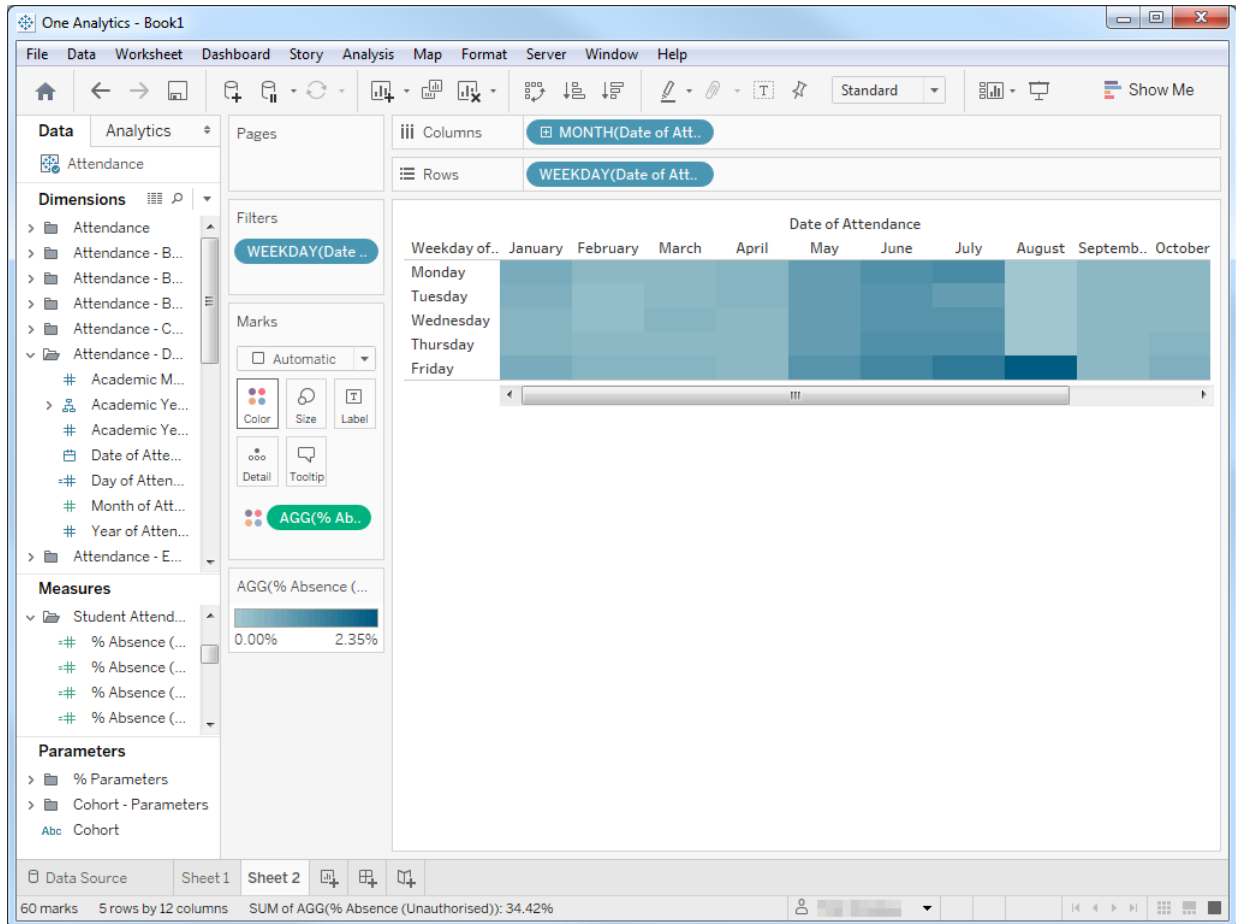 One Analytics - Book1
File Data Worksheet Dashboard Story Analysis Map Format Server Window Help
Standard
Show Me
Data Analytics
Attendance
Dimensions
Attendance
Attendance - B...
Attendance - B...
Attendance - B...
Attendance - C...
Attendance - D...
Academic M...
Academic Ye...
Academic Ye...
Date of Atte...
Day of Atten...
Month of Att...
Year of Atten...
Attendance - E...
Measures
Student Attend...
% Absence (...
% Absence (...
% Absence (...
% Absence (...
Parameters
% Parameters
Cohort - Parameters
Abc Cohort
Pages
Filters
WEEKDAY(Date ..
Marks
Automatic
Color Size Label
Detail Tooltip
AGG(% Ab..
AGG(% Absence (...
0.00% 2.35%
iii Columns MONTH(Date of Att..
Rows WEEKDAY(Date of Att..
Date of Attendance
Weekday of.. January February March April May June July August Septemb.. October
Monday
Tuesday
Wednesday
Thursday
Friday
Data Source Sheet 1 Sheet 2
60 marks 5 rows by 12 columns SUM of AGG(% Absence (Unauthorised)): 34.42%